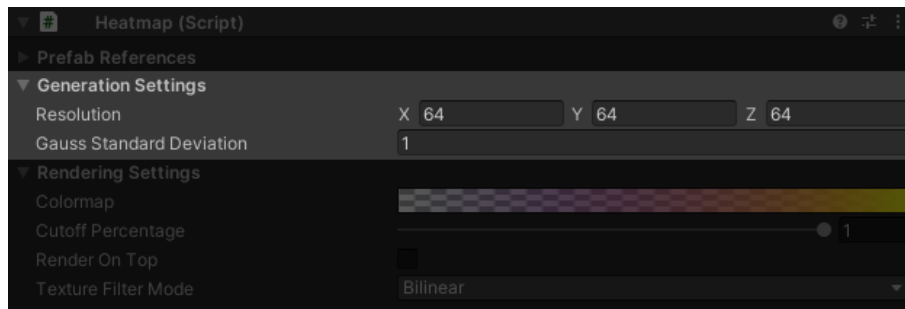 # Heatmap (Script)
Prefab References
Generation Settings
Resolution X 64 Y 64 Z 64
Gauss Standard Deviation 1
Rendering Settings
Colormap
Cutoff Percentage 1
Render On Top
Texture Filter Mode Bilinear